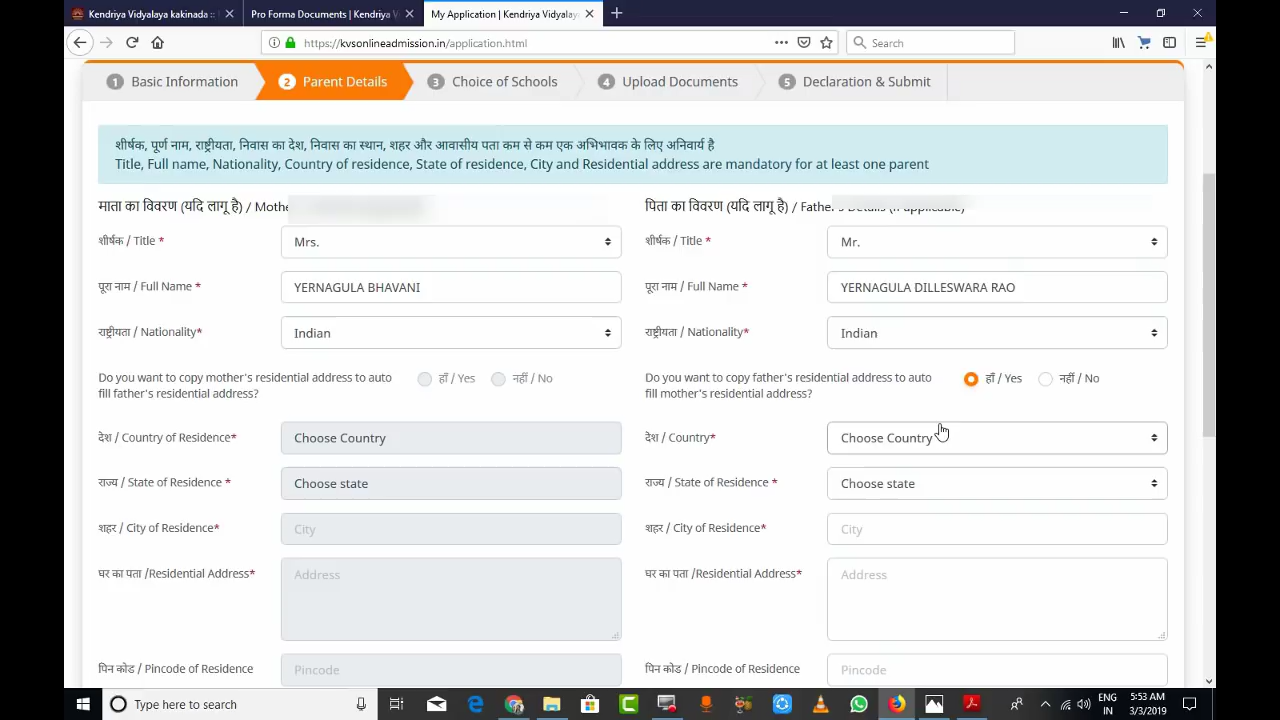 Kendriya Vidyalaya kakinada ::
Pro Forma Documents | Kendriya V
My Application | Kendriya Vidyalay
https://kvsonlineadmission.in/application.html
Search
1 Basic Information
2 Parent Details
3 Choice of Schools
4 Upload Documents
5 Declaration & Submit
शीर्षक, पूर्ण नाम, राष्ट्रीयता, निवास का देश, निवास का स्थान, शहर और आवासीय पता कम से कम एक अभिभावक के लिए अनिवार्य है
Title, Full name, Nationality, Country of residence, State of residence, City and Residential address are mandatory for at least one parent
माता का विवरण (यदि लागू है) / Mothe
पिता का विवरण (यदि लागू है) / Father's Details (if applicable)
शीर्षक / Title * Mrs.
शीर्षक / Title * Mr.
पूरा नाम / Full Name * YERNAGULA BHAVANI
पूरा नाम / Full Name * YERNAGULA DILLESWARA RAO
राष्ट्रीयता / Nationality* Indian
राष्ट्रीयता / Nationality* Indian
Do you want to copy mother's residential address to auto
fill father's residential address?
हाँ / Yes नहीं / No
Do you want to copy father's residential address to auto
fill mother's residential address?
हाँ / Yes नहीं / No
देश / Country of Residence* Choose Country
देश / Country* Choose Country
राज्य / State of Residence * Choose state
राज्य / State of Residence * Choose state
शहर / City of Residence* City
शहर / City of Residence* City
घर का पता /Residential Address* Address
घर का पता /Residential Address* Address
पिन कोड / Pincode of Residence Pincode
पिन कोड / Pincode of Residence Pincode
Type here to search
ENG
IN
5:53 AM
3/3/2019